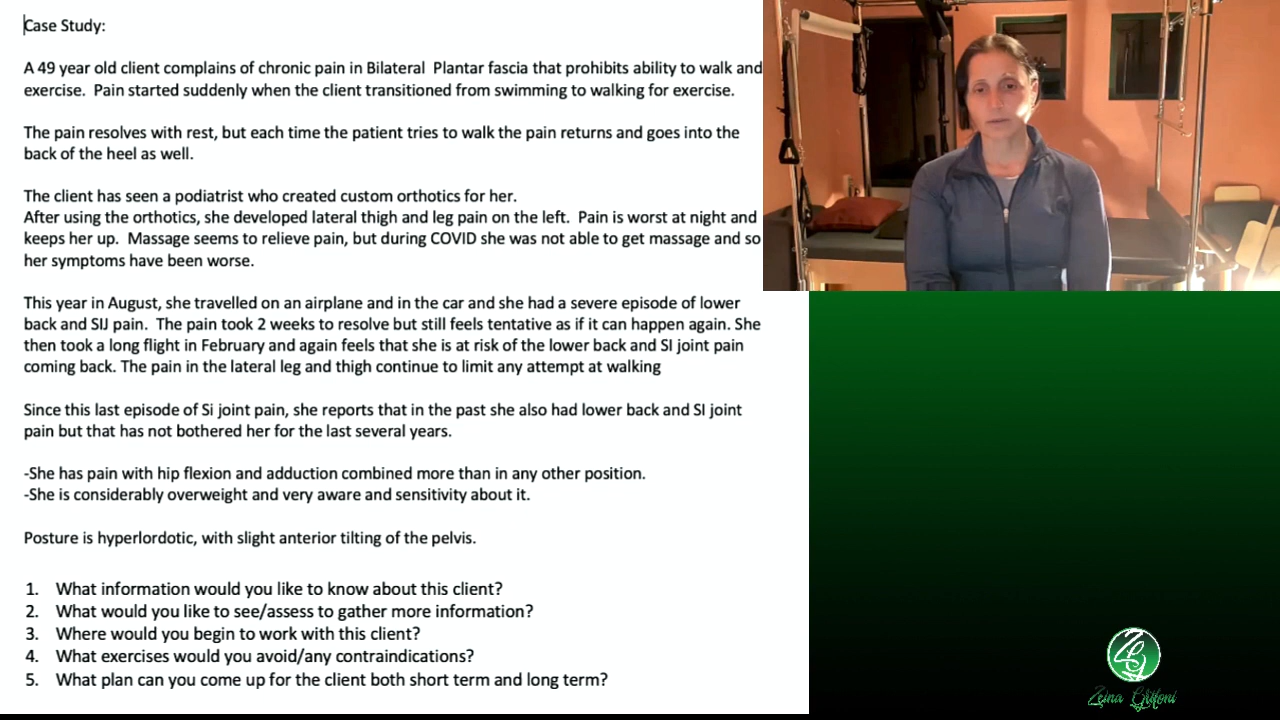 Case Study:
A 49 year old client complains of chronic pain in Bilateral Plantar fascia that prohibits ability to walk and
exercise. Pain started suddenly when the client transitioned from swimming to walking for exercise.
The pain resolves with rest, but each time the patient tries to walk the pain returns and goes into the
back of the heel as well.
The client has seen a podiatrist who created custom orthotics for her.
After using the orthotics, she developed lateral thigh and leg pain on the left. Pain is worst at night and
keeps her up. Massage seems to relieve pain, but during COVID she was not able to get massage and so
her symptoms have been worse.
This year in August, she travelled on an airplane and in the car and she had a severe episode of lower
back and SIJ pain. The pain took 2 weeks to resolve but still feels tentative as if it can happen again. She
then took a long flight in February and again feels that she is at risk of the lower back and SI joint pain
coming back. The pain in the lateral leg and thigh continue to limit any attempt at walking
Since this last episode of Si joint pain, she reports that in the past she also had lower back and SI joint
pain but that has not bothered her for the last several years.
-She has pain with hip flexion and adduction combined more than in any other position.
-She is considerably overweight and very aware and sensitivity about it.
Posture is hyperlordotic, with slight anterior tilting of the pelvis.
1. What information would you like to know about this client?
2. What would you like to see/assess to gather more information?
3. Where would you begin to work with this client?
4. What exercises would you avoid/any contraindications?
5. What plan can you come up for the client both short term and long term?
ZG
Zeina Grifoni